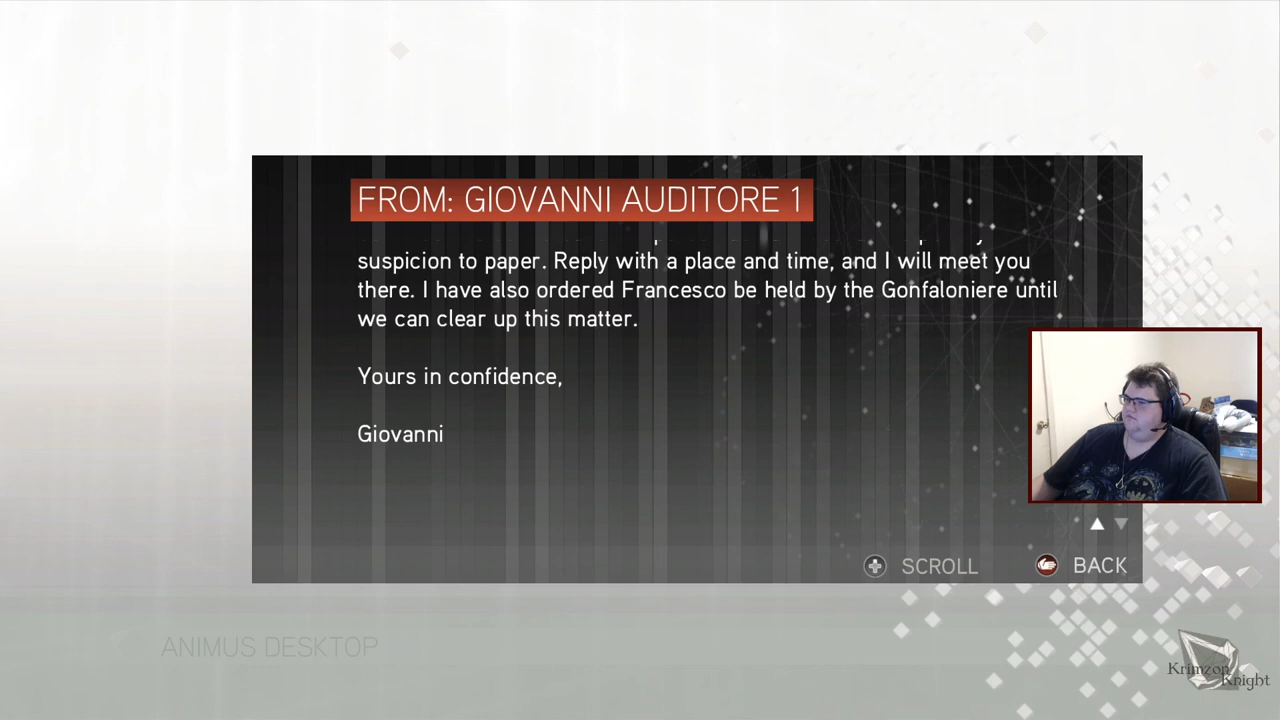 FROM: GIOVANNI AUDITORE 1
suspicion to paper. Reply with a place and time, and I will meet you
there. I have also ordered Francesco be held by the Gonfaloniere until
we can clear up this matter.
Yours in confidence,
Giovanni
SCROLL
BACK
ANIMUS DESKTOP
Krimzon
Knight